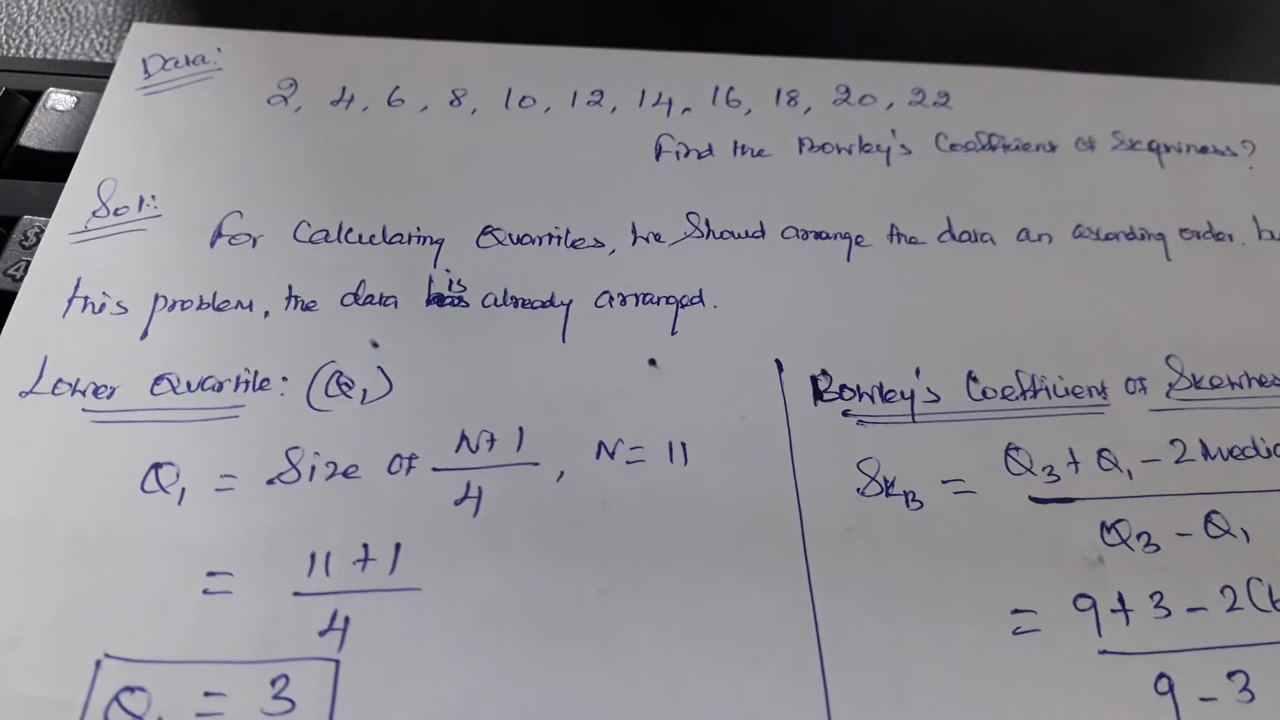 Data:
2, 4, 6, 8, 10, 12, 14, 16, 18, 20, 22
Find the Bowley's Coefficient of Skewness?
Sol:
For Calculating Quartiles, we Should arrange the data an ascending order. bu
this problem, the data is already arranged.
Lower Quartile: (Q₁)
Q₁ = Size of (N+1)/4, N = 11
= (11+1)/4
Q₁ = 3
Bowley's Coefficient of Skewnes
SkB = (Q₃ + Q₁ - 2 Media
Q₃ - Q₁
= 9 + 3 - 2(
9 - 3